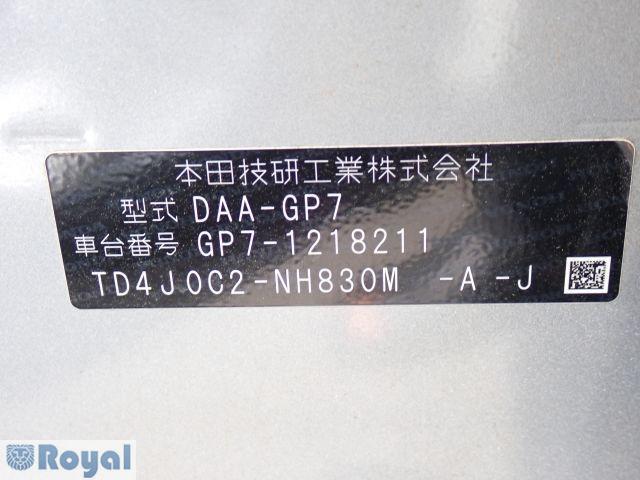 本田技研工業株式会社
型式 DAA-GP7
車台番号 GP7-1218211
TD4J0C2-NH830M -A -J
Royal